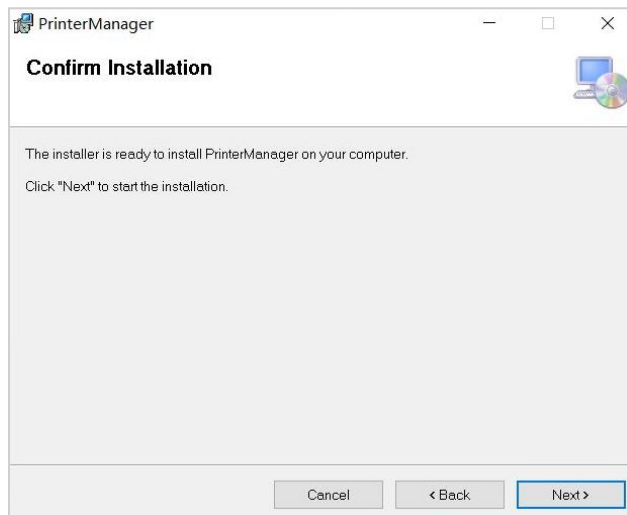 PrinterManager
Confirm Installation
The installer is ready to install PrinterManager on your computer.
Click "Next" to start the installation.
Cancel
< Back
Next >